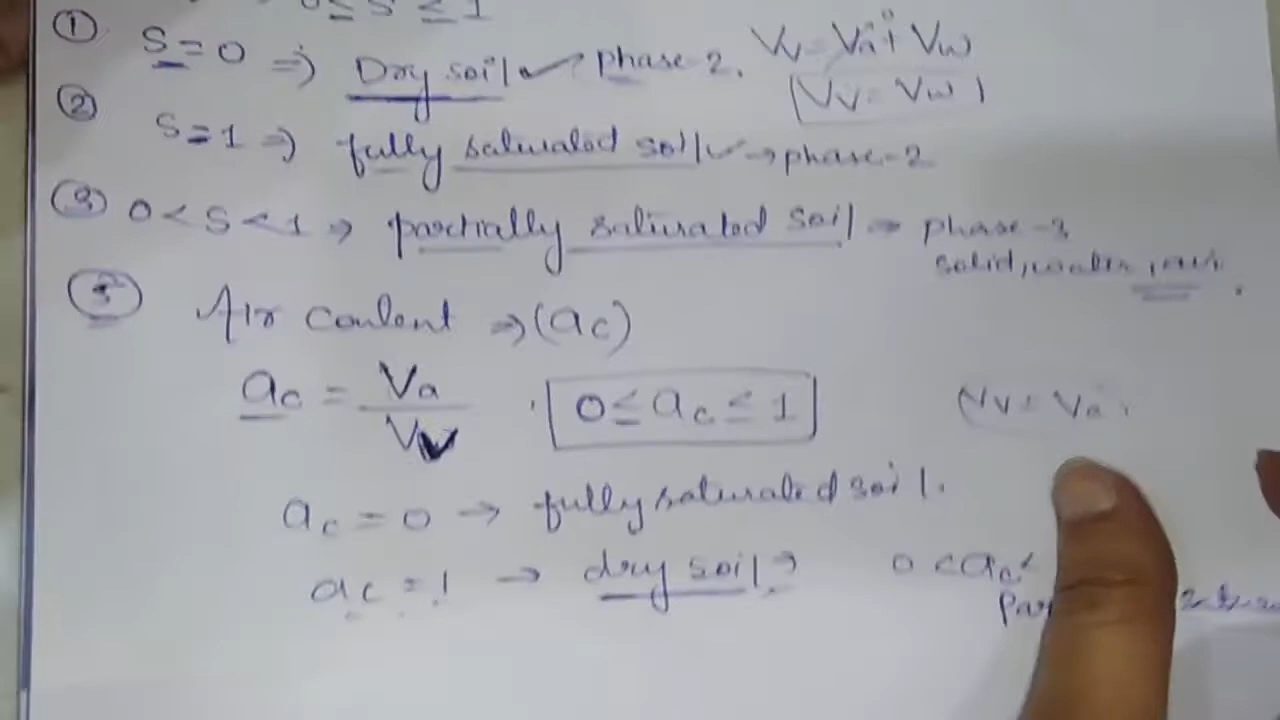 0 ≤ S ≤ 1
① S = 0 ⇒ Dry soil ✓ phase-2. Vv = Va + Vw
(Vv = Vw)
② S = 1 ⇒ fully saturated soil ✓ → phase-2
③ 0 < S < 1 ⇒ partially saturated soil ⇒ phase-3
solid, water, air.
⑤ Air content ⇒ (ac)
ac = Va / Vv . 0 ≤ ac ≤ 1 (Vv = Va
ac = 0 → fully saturated soil.
ac = 1 → dry soil 0 < ac <